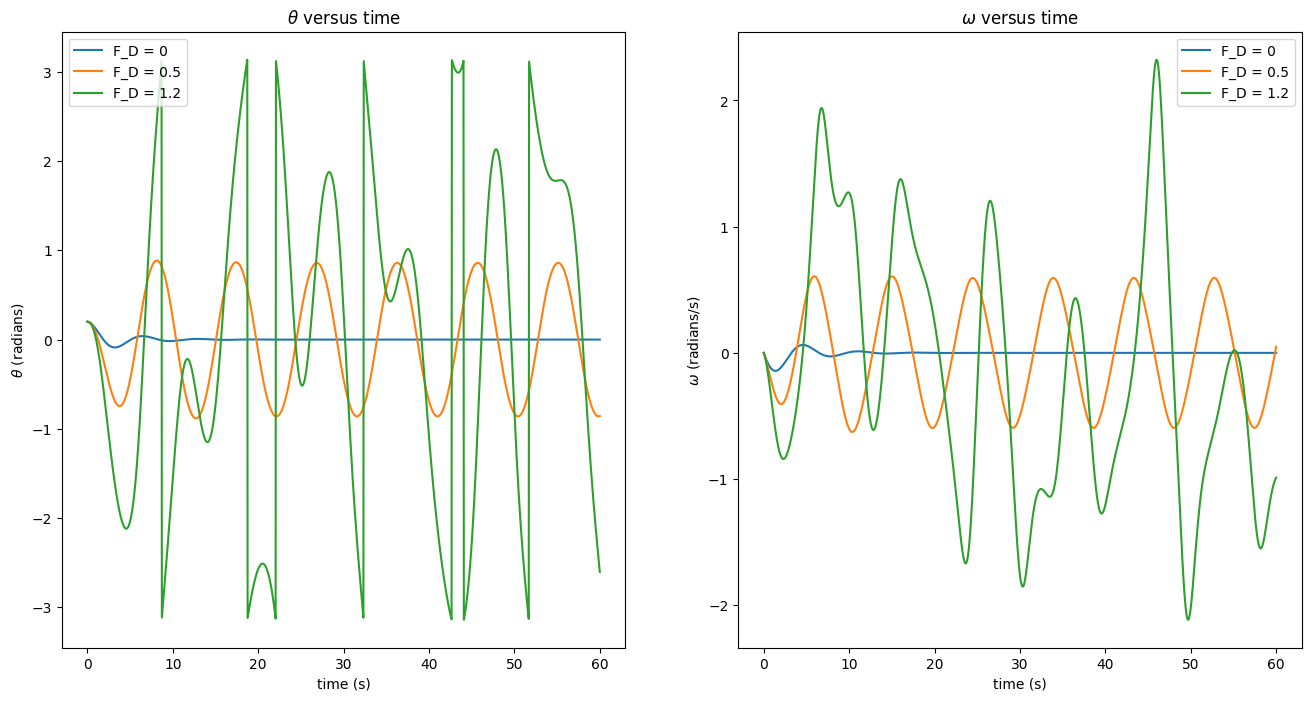 θ versus time
F_D = 0
F_D = 0.5
F_D = 1.2
θ (radians)
3
2
1
0
−1
−2
−3
0 10 20 30 40 50 60
time (s)
ω versus time
F_D = 0
F_D = 0.5
F_D = 1.2
ω (radians/s)
2
1
0
−1
−2
0 10 20 30 40 50 60
time (s)